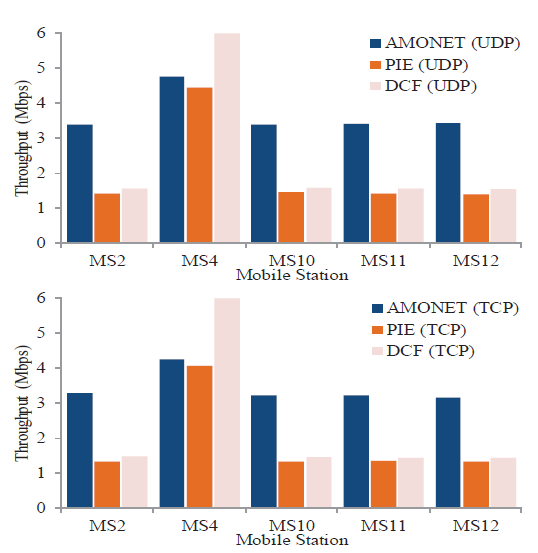 6
AMONET (UDP)
5
PIE (UDP)
DCF (UDP)
4
3
2
1
0
Throughput (Mbps)
MS2 MS4 MS10 MS11 MS12
Mobile Station
6
AMONET (TCP)
5
PIE (TCP)
DCF (TCP)
4
3
2
1
0
Throughput (Mbps)
MS2 MS4 MS10 MS11 MS12
Mobile Station